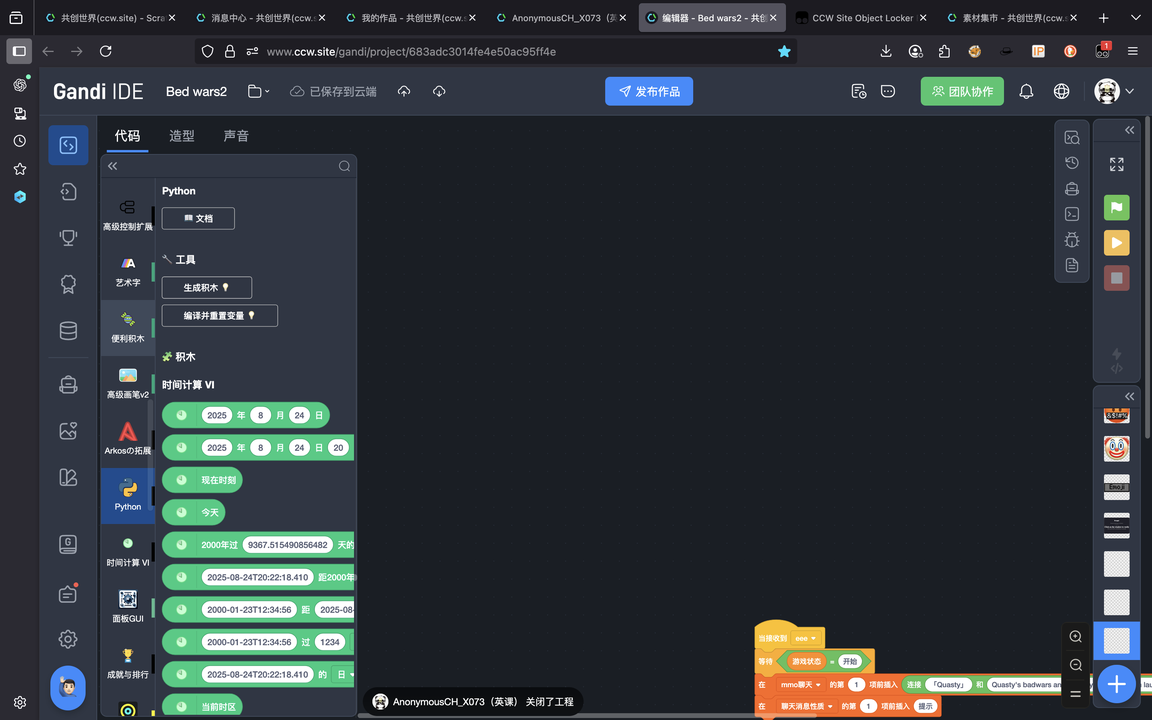 共创世界(ccw.site) - Scra
消息中心 - 共创世界(ccw.s
我的作品 - 共创世界(ccw.s
AnonymousCH_X073（英
编辑器 - Bed wars2 - 共创
CCW Site Object Locker
素材集市 - 共创世界(ccw.s
www.ccw.site/gandi/project/683adc3014fe4e50ac95ff4e
IP
1
Gandi IDE
Bed wars2
已保存到云端
发布作品
团队协作
代码
造型
声音
高级控制扩展
艺术字
便利积木
高级画笔v2
Arkosの拓展
Python
时间计算 VI
面板GUI
成就与排行
Python
文档
工具
生成积木
编译并重置变量
积木
时间计算 VI
2025 年 8 月 24 日
2025 年 8 月 24 日 20
现在时刻
今天
2000年过 9367.515490856482 天的
2025-08-24T20:22:18.410 距2000年
2000-01-23T12:34:56 距 2025-08-
2000-01-23T12:34:56 过 1234
2025-08-24T20:22:18.410 的 日
当前时区
&$!#%
Emoji
当接收到 eee
等待 游戏状态 = 开始
在 mmo聊天 的第 1 项前插入 连接 「Quasty」 和 Quasty's badwars ar
在 聊天消息性质 的第 1 项前插入 提示
AnonymousCH_X073（英课） 关闭了工程